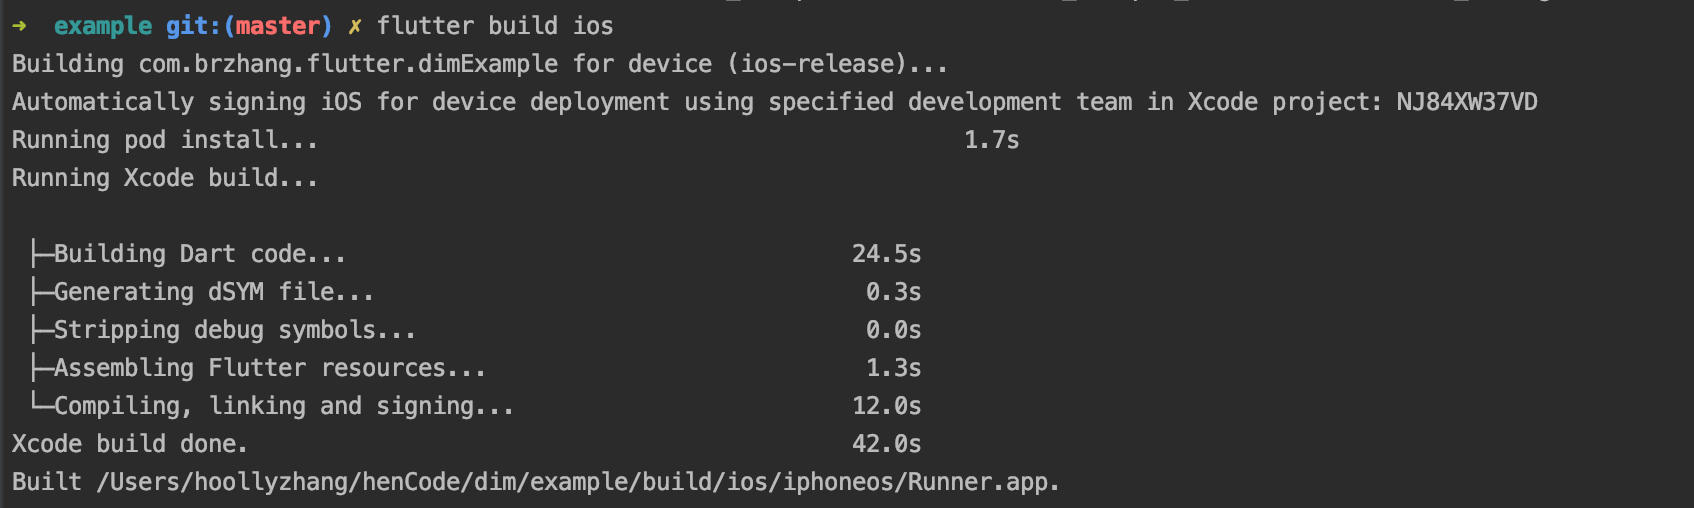 ➜  example git:(master) ✗ flutter build ios
Building com.brzhang.flutter.dimExample for device (ios-release)...
Automatically signing iOS for device deployment using specified development team in Xcode project: NJ84XW37VD
Running pod install...                                              1.7s
Running Xcode build...
 ├─Building Dart code...                                    24.5s
 ├─Generating dSYM file...                                   0.3s
 ├─Stripping debug symbols...                                0.0s
 ├─Assembling Flutter resources...                           1.3s
 └─Compiling, linking and signing...                        12.0s
Xcode build done.                                           42.0s
Built /Users/hoollyzhang/henCode/dim/example/build/ios/iphoneos/Runner.app.